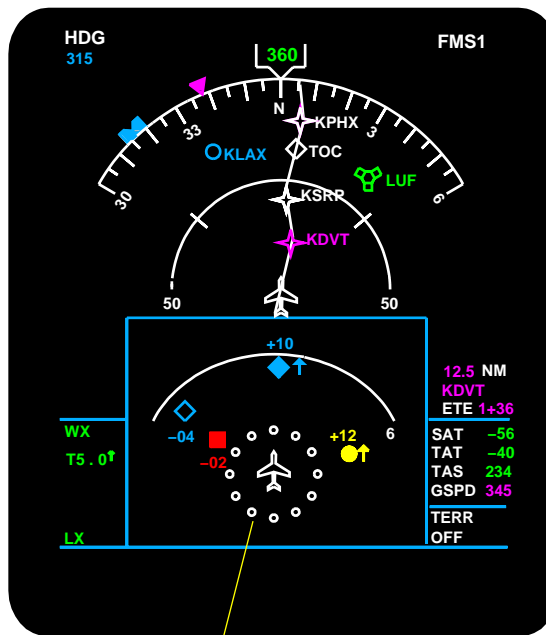 HDG
315
FMS1
360
N
33
3
30
6
KPHX
TOC
KLAX
LUF
KSRP
KDVT
50
50
+10
12.5 NM
KDVT
ETE 1+36
−04
6
WX
SAT −56
+12
T5.0
TAT −40
−02
TAS 234
GSPD 345
TERR
LX
OFF